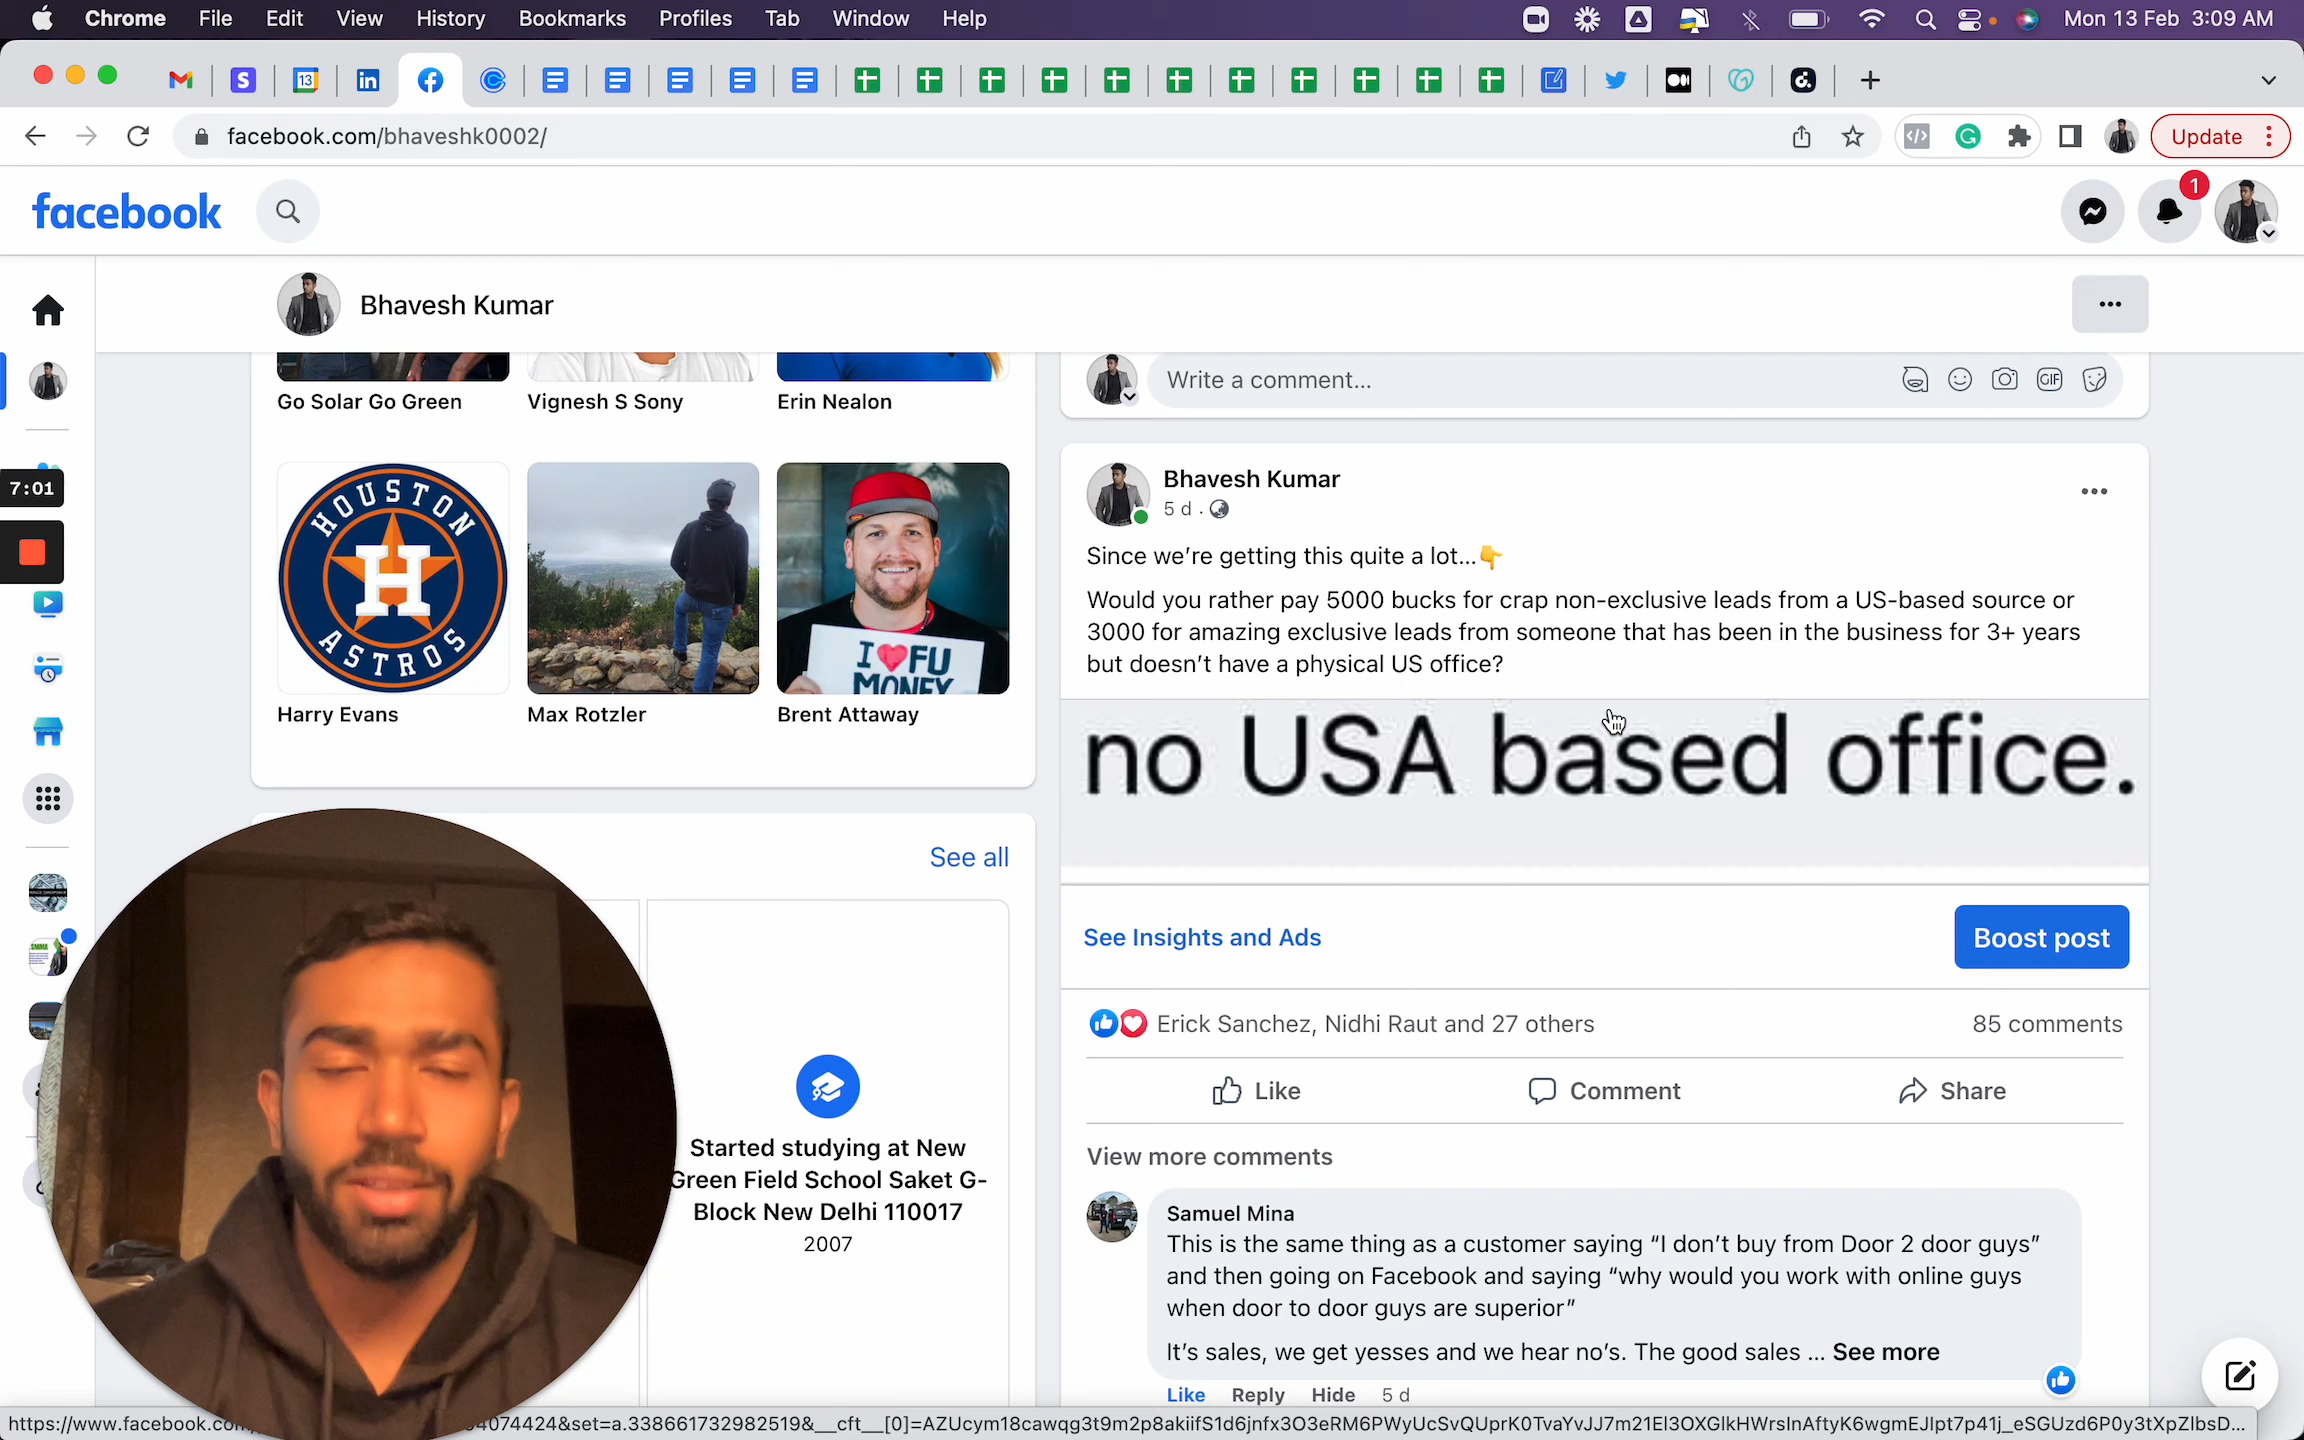 Chrome File Edit View History Bookmarks Profiles Tab Window Help
Mon 13 Feb 3:09 AM
13
facebook.com/bhaveshk0002/
Update
facebook
1
Bhavesh Kumar
7:01
Go Solar Go Green
Vignesh S Sony
Erin Nealon
HOUSTON
H
ASTROS
I ❤ FU
MONEY
Harry Evans
Max Rotzler
Brent Attaway
See all
Started studying at New
Green Field School Saket G-
Block New Delhi 110017
2007
Write a comment...
GIF
Bhavesh Kumar
5 d ·
Since we're getting this quite a lot...👇
Would you rather pay 5000 bucks for crap non-exclusive leads from a US-based source or
3000 for amazing exclusive leads from someone that has been in the business for 3+ years
but doesn't have a physical US office?
no USA based office.
See Insights and Ads
Boost post
Erick Sanchez, Nidhi Raut and 27 others
85 comments
Like
Comment
Share
View more comments
Samuel Mina
This is the same thing as a customer saying “I don't buy from Door 2 door guys”
and then going on Facebook and saying “why would you work with online guys
when door to door guys are superior”
It's sales, we get yesses and we hear no's. The good sales ... See more
Like Reply Hide 5 d